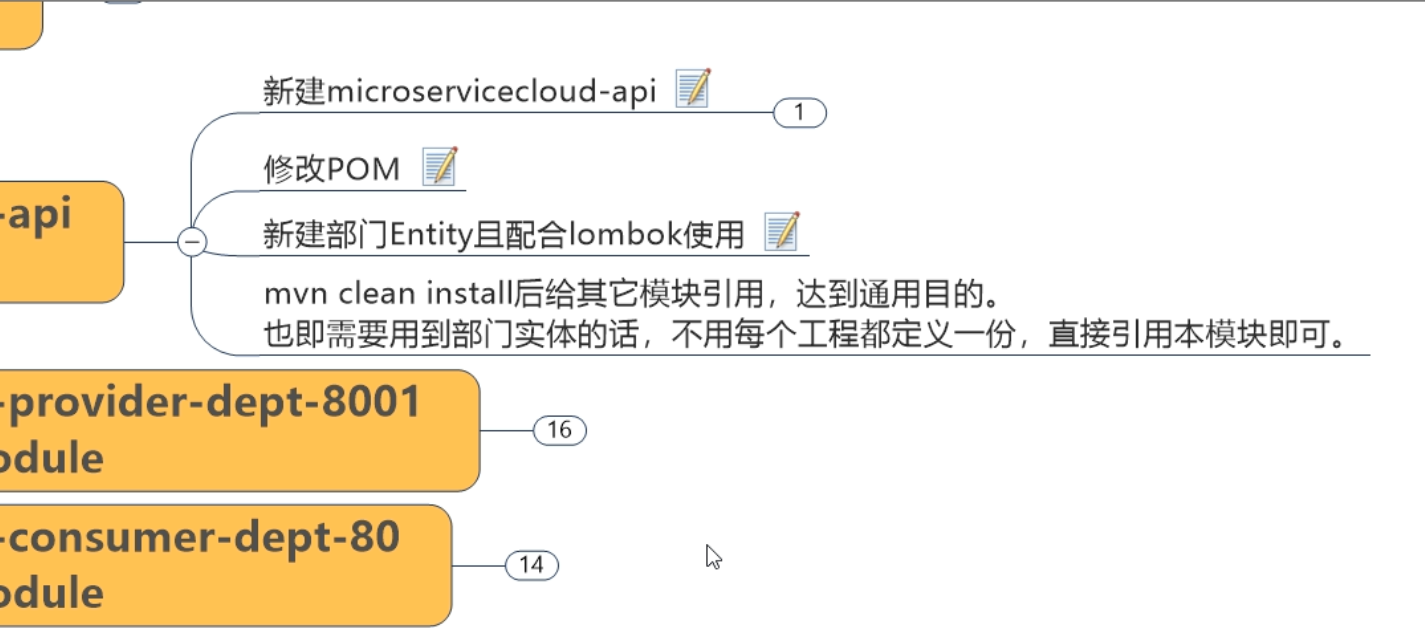 新建microservicecloud-api
1
修改POM
-api
新建部门Entity且配合lombok使用
mvn clean install后给其它模块引用，达到通用目的。
也即需要用到部门实体的话，不用每个工程都定义一份，直接引用本模块即可。
-provider-dept-8001
odule
16
-consumer-dept-80
odule
14